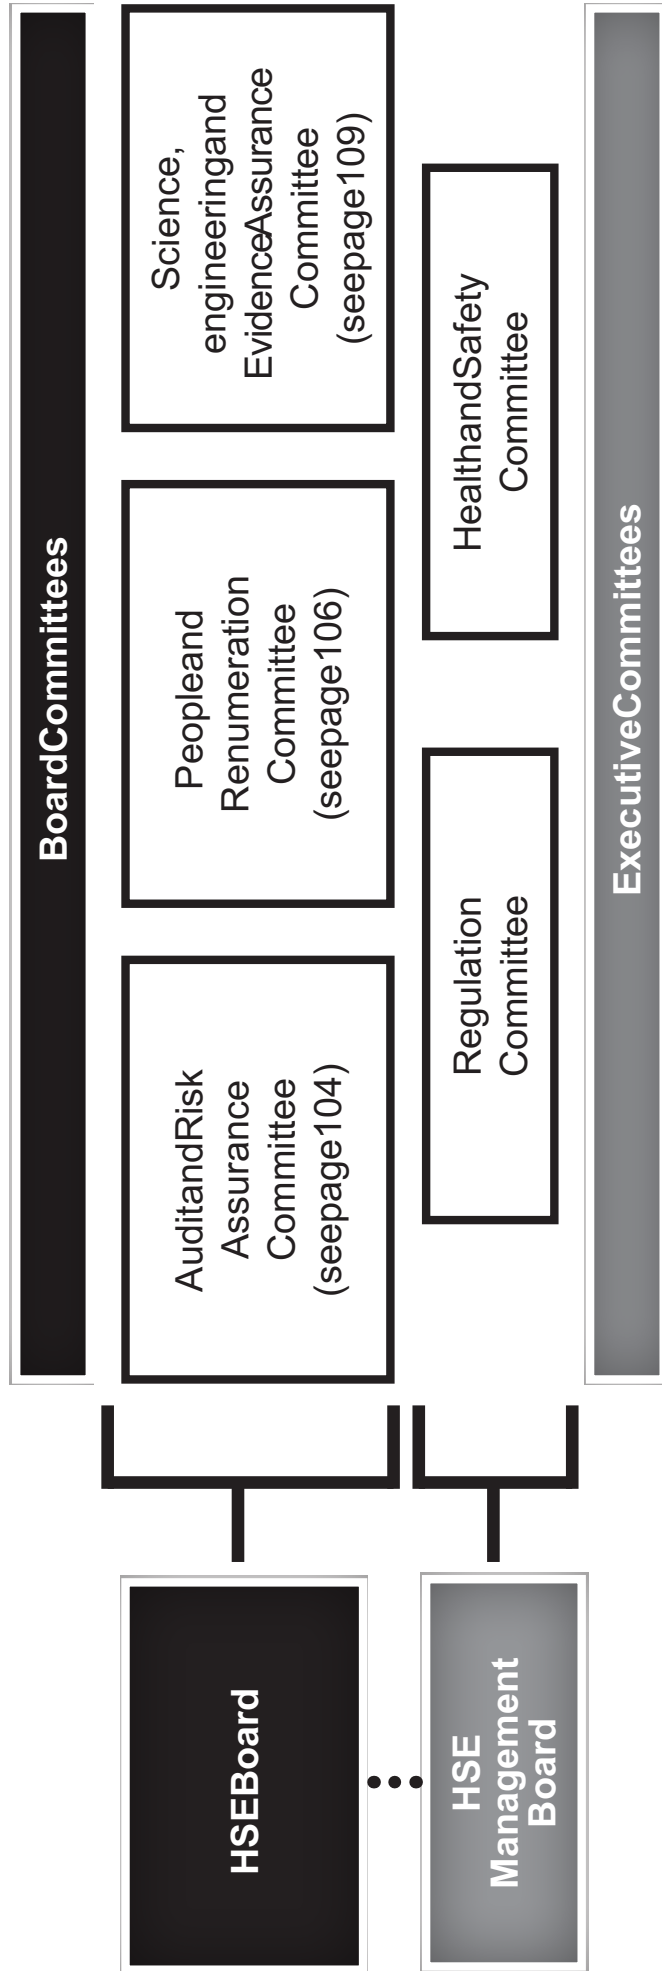 BoardCommittees
HSEBoard
AuditandRisk
Assurance
Committee
(seepage104)
Peopleand
Renumeration
Committee
(seepage106)
Science,
engineeringand
EvidenceAssurance
Committee
(seepage109)
HSE
Management
Board
Regulation
Committee
HealthandSafety
Committee
ExecutiveCommittees